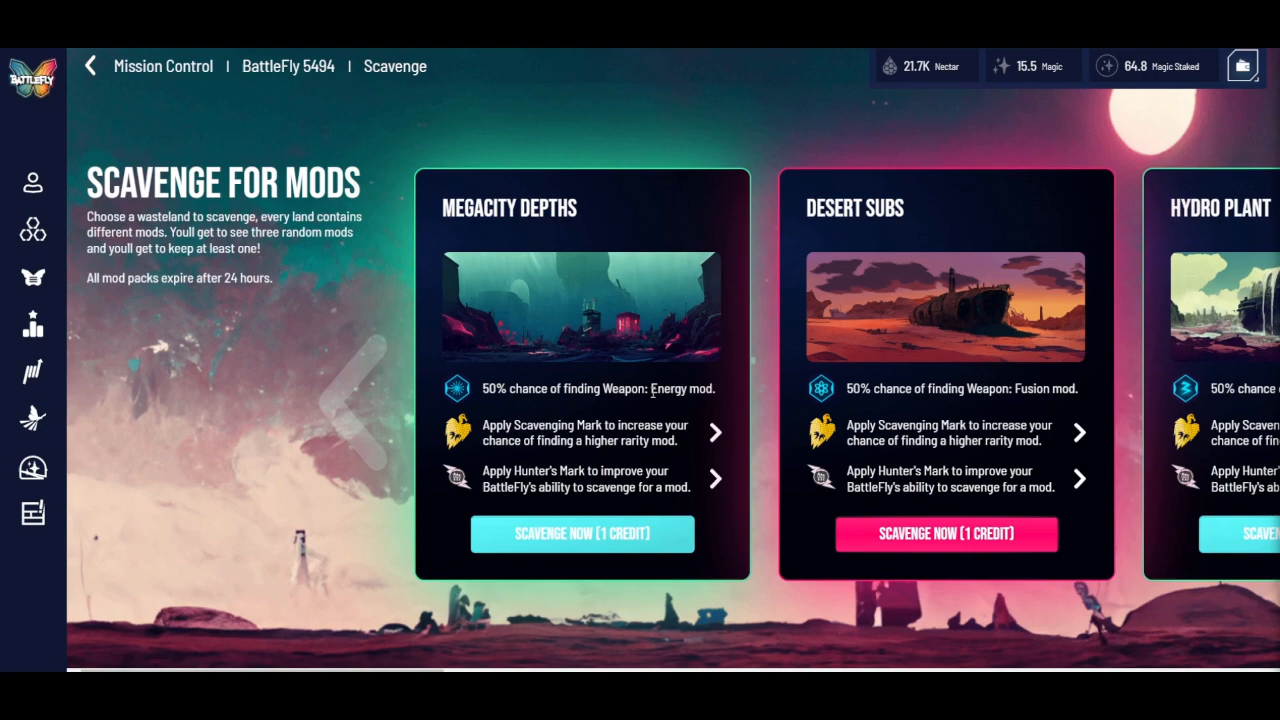 BATTLEFLY
Mission Control | BattleFly 5494 | Scavenge
21.7K Nectar
15.5 Magic
64.8 Magic Staked
SCAVENGE FOR MODS
Choose a wasteland to scavenge, every land contains
different mods. Youll get to see three random mods
and youll get to keep at least one!
All mod packs expire after 24 hours.
MEGACITY DEPTHS
50% chance of finding Weapon: Energy mod.
Apply Scavenging Mark to increase your
chance of finding a higher rarity mod.
Apply Hunter's Mark to improve your
BattleFly's ability to scavenge for a mod.
SCAVENGE NOW (1 CREDIT)
DESERT SUBS
50% chance of finding Weapon: Fusion mod.
Apply Scavenging Mark to increase your
chance of finding a higher rarity mod.
Apply Hunter's Mark to improve your
BattleFly's ability to scavenge for a mod.
SCAVENGE NOW (1 CREDIT)
HYDRO PLANT
50% chance
Apply Scaveng
chance of fin
Apply Hunter'
BattleFly's ab
SCAVEN